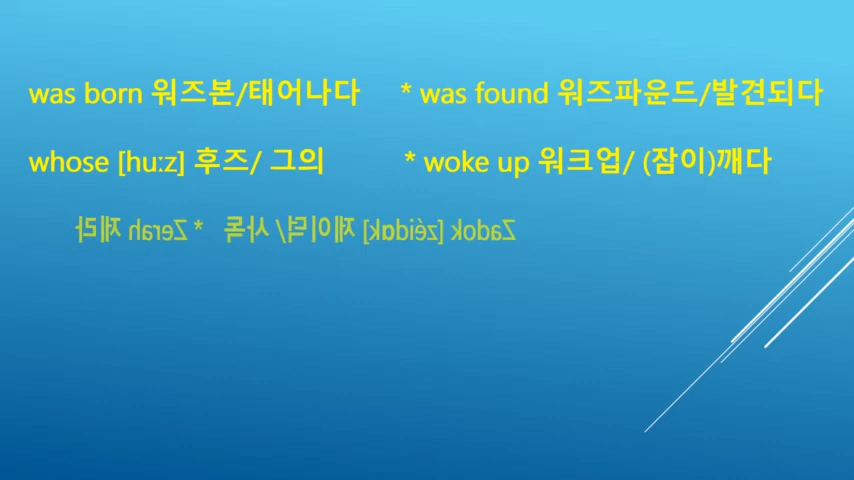 was born 워즈본/태어나다 * was found 워즈파운드/발견되다
whose [huːz] 후즈/ 그의 * woke up 워크업/ (잠이)깨다
Zadok [zéidɑk] 제이덕/ 사독 * Zerah 제라